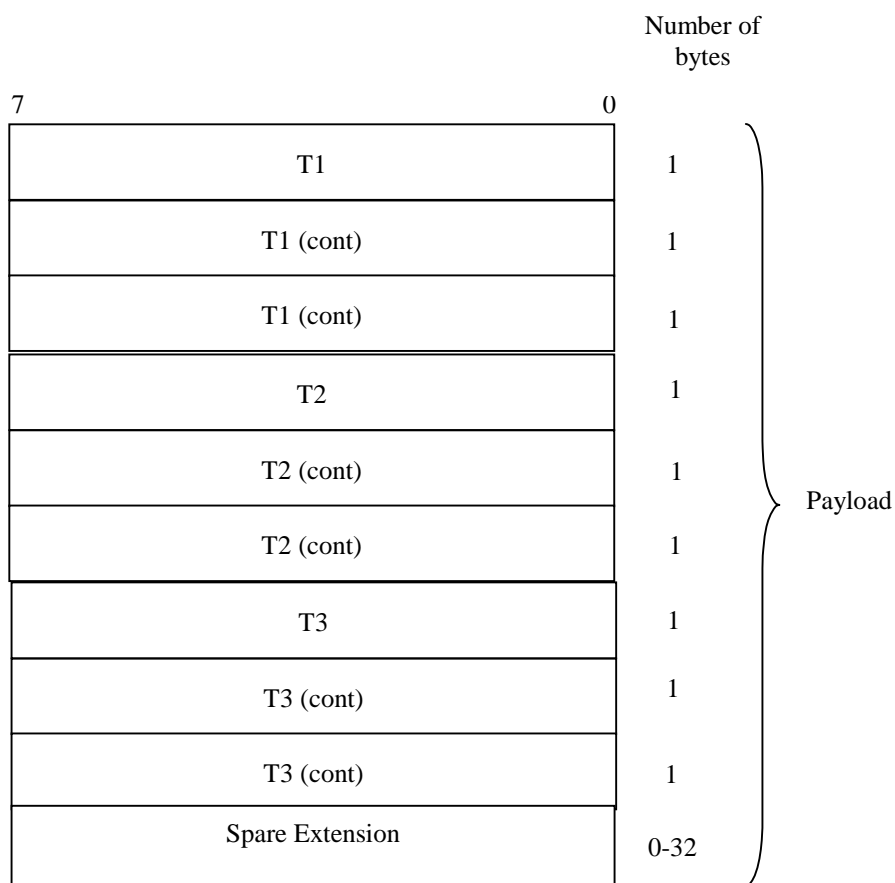 Number of
bytes
7 0
T1 1
T1 (cont) 1
T1 (cont) 1
T2 1
T2 (cont) 1
T2 (cont) 1
Payload
T3 1
T3 (cont) 1
T3 (cont) 1
Spare Extension
0-32